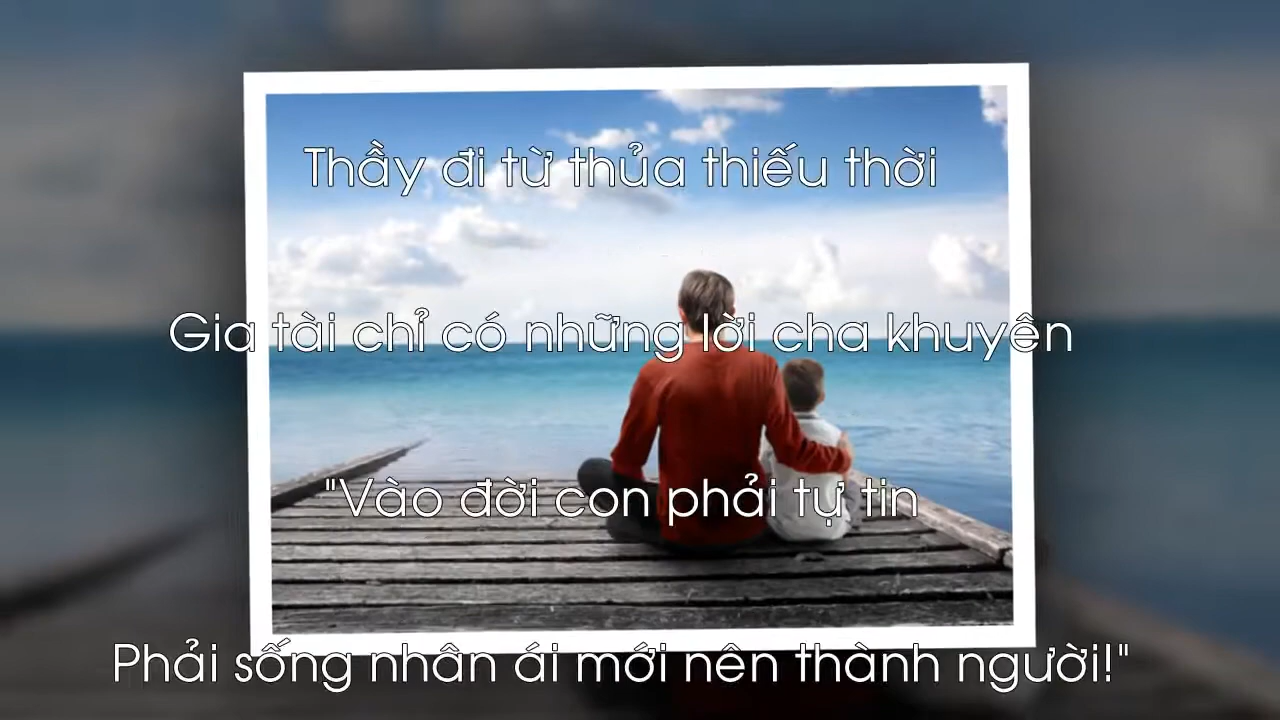 Thầy đi từ thủa thiếu thời
Gia tài chỉ có những lời cha khuyên
"Vào đời con phải tự tin
Phải sống nhân ái mới nên thành người!"